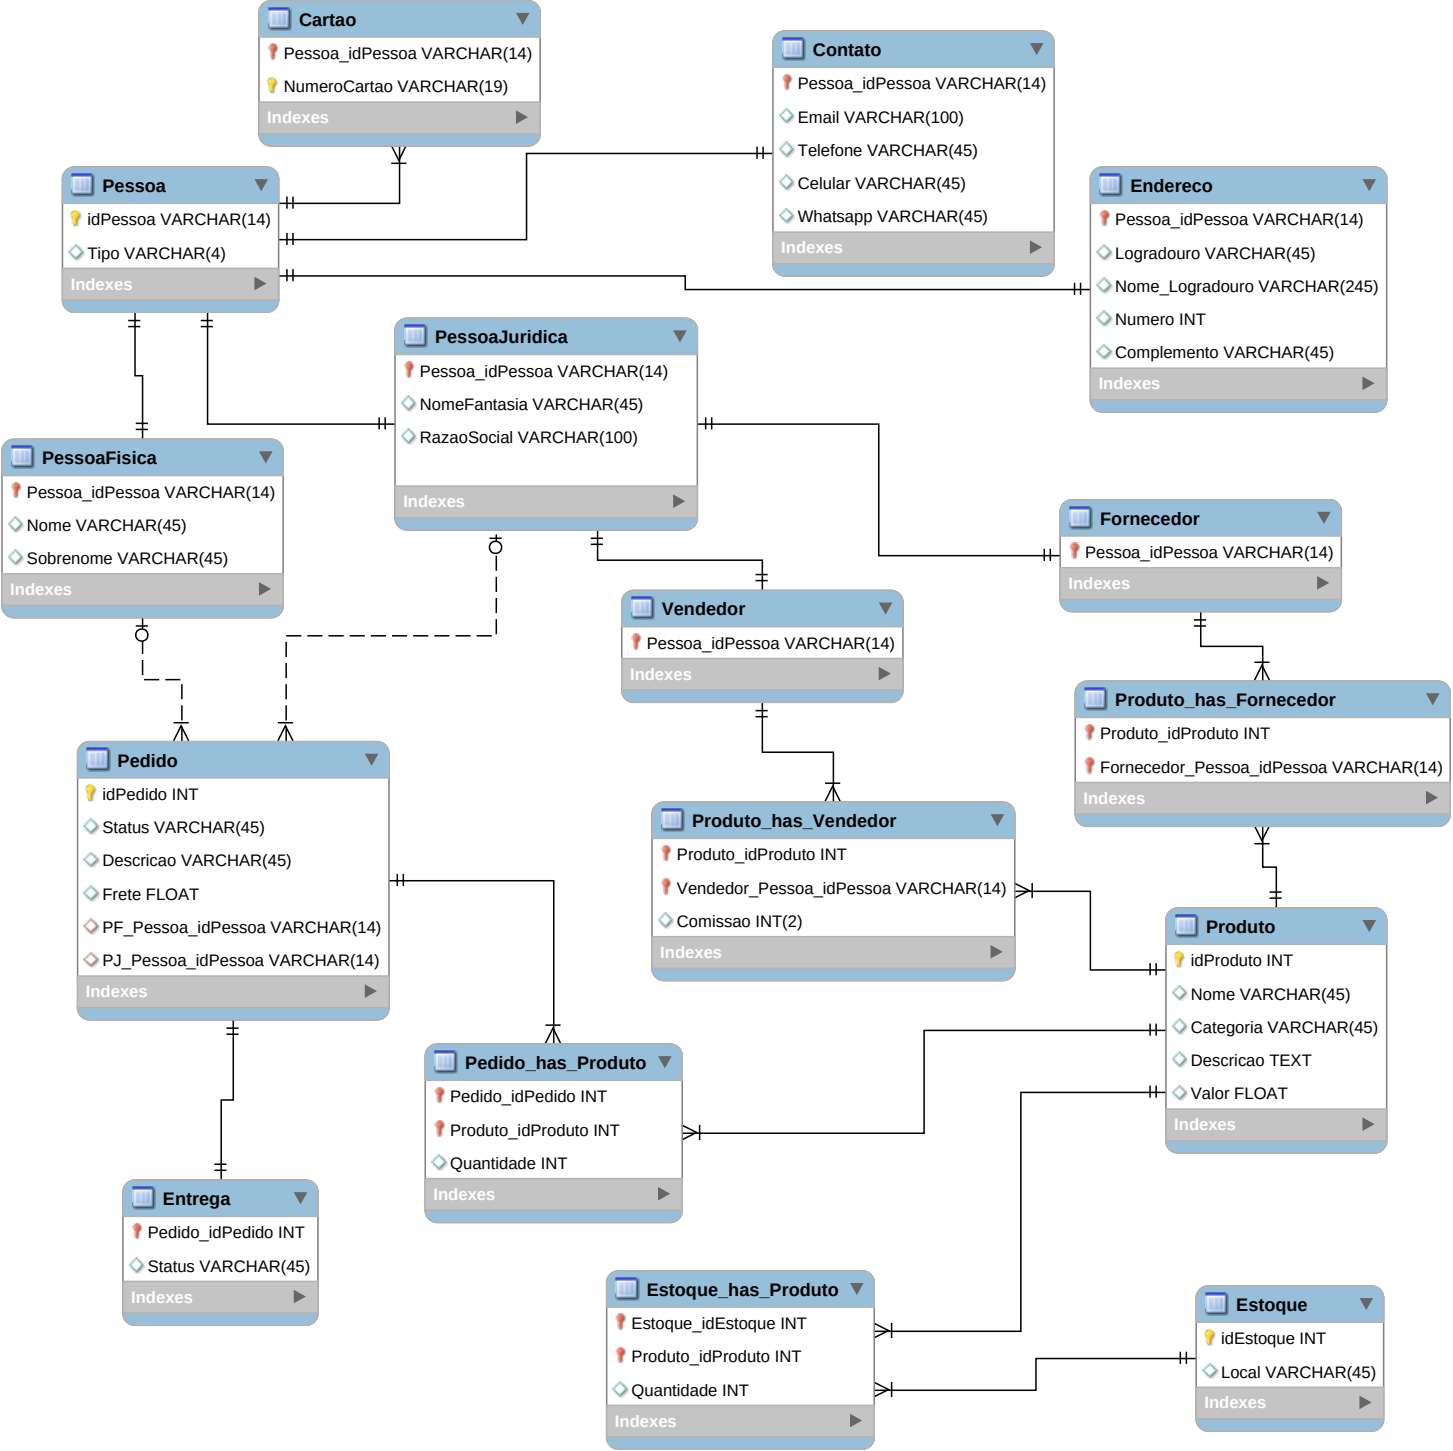 Cartao
Pessoa_idPessoa VARCHAR(14)
NumeroCartao VARCHAR(19)
Indexes
Contato
Pessoa_idPessoa VARCHAR(14)
Email VARCHAR(100)
Telefone VARCHAR(45)
Celular VARCHAR(45)
Whatsapp VARCHAR(45)
Indexes
Pessoa
idPessoa VARCHAR(14)
Tipo VARCHAR(4)
Indexes
Endereco
Pessoa_idPessoa VARCHAR(14)
Logradouro VARCHAR(45)
Nome_Logradouro VARCHAR(245)
Numero INT
Complemento VARCHAR(45)
Indexes
PessoaJuridica
Pessoa_idPessoa VARCHAR(14)
NomeFantasia VARCHAR(45)
RazaoSocial VARCHAR(100)
Indexes
PessoaFisica
Pessoa_idPessoa VARCHAR(14)
Nome VARCHAR(45)
Sobrenome VARCHAR(45)
Indexes
Fornecedor
Pessoa_idPessoa VARCHAR(14)
Indexes
Vendedor
Pessoa_idPessoa VARCHAR(14)
Indexes
Produto_has_Fornecedor
Produto_idProduto INT
Fornecedor_Pessoa_idPessoa VARCHAR(14)
Indexes
Pedido
idPedido INT
Status VARCHAR(45)
Descricao VARCHAR(45)
Frete FLOAT
PF_Pessoa_idPessoa VARCHAR(14)
PJ_Pessoa_idPessoa VARCHAR(14)
Indexes
Produto_has_Vendedor
Produto_idProduto INT
Vendedor_Pessoa_idPessoa VARCHAR(14)
Comissao INT(2)
Indexes
Produto
idProduto INT
Nome VARCHAR(45)
Categoria VARCHAR(45)
Descricao TEXT
Valor FLOAT
Indexes
Pedido_has_Produto
Pedido_idPedido INT
Produto_idProduto INT
Quantidade INT
Indexes
Entrega
Pedido_idPedido INT
Status VARCHAR(45)
Indexes
Estoque_has_Produto
Estoque_idEstoque INT
Produto_idProduto INT
Quantidade INT
Indexes
Estoque
idEstoque INT
Local VARCHAR(45)
Indexes